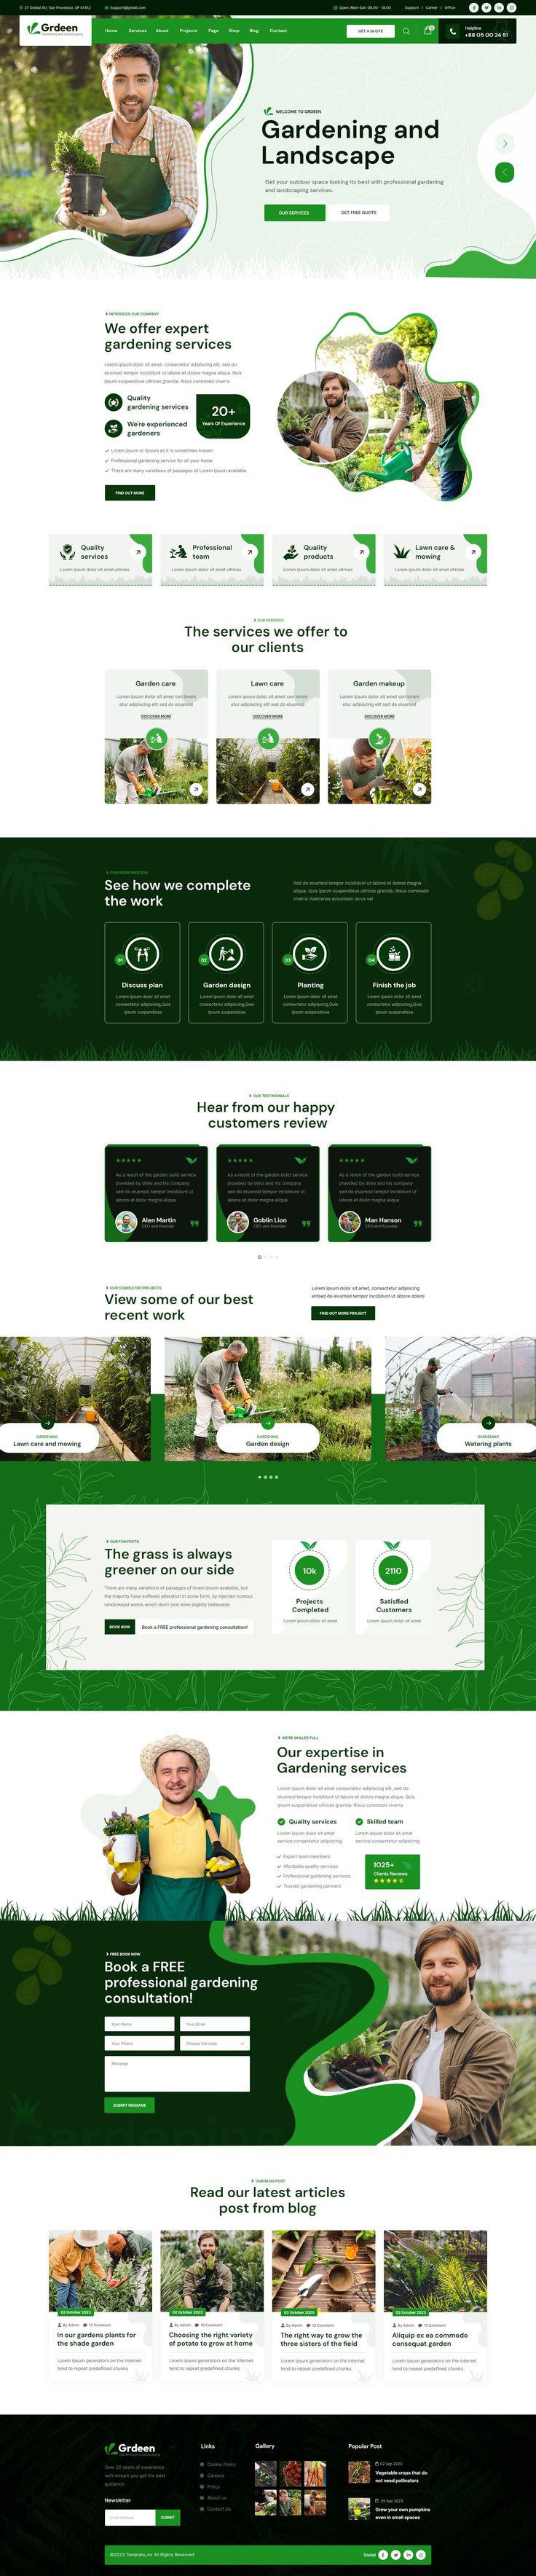 27 Global Str, San Fransisco, SF 41412
Support@gmail.com
Open: Mon-Sat: 09.00 - 18.00
Support / Career / Office
Grdeen
Gardening and Landscaping
Home Services About Projects Page Shop Blog Contact
GET A QUOTE
Helpline
+88 05 00 24 51
WELCOME TO GRDEEN
Gardening and
Landscape
Get your outdoor space looking its best with professional gardening
and landscaping services.
OUR SERVICES
GET FREE QUOTE
INTRODUCE OUR COMPANY
We offer expert
gardening services
Lorem ipsum dolor sit amet, consectetur adipiscing elit, sed do
eiusmod tempor incididunt ut labore et dolore magna aliqua. Quis
ipsum suspendisse ultrices gravida. Risus commodo viverra
Quality
gardening services
We're experienced
gardeners
20+
Years Of Experience
Lorem Ipsum or Ipsum as it is sometimes known
Professional gardening service for an your home
There are many variations of passages of Lorem Ipsum available
FIND OUT MORE
Quality
services
Lorem ipsum dolor sit amet ultrices
Professional
team
Lorem ipsum dolor sit amet ultrices
Quality
products
Lorem ipsum dolor sit amet ultrices
Lawn care &
mowing
Lorem ipsum dolor sit amet ultrices
OUR SERVICES
The services we offer to
our clients
Garden care
Lorem ipsum dolor sit amet con lorem
etur adipiscing elit sed do eiusmod
DISCOVER MORE
Lawn care
Lorem ipsum dolor sit amet con lorem
etur adipiscing elit sed do eiusmod
DISCOVER MORE
Garden makeup
Lorem ipsum dolor sit amet con lorem
etur adipiscing elit sed do eiusmod
DISCOVER MORE
OUR WORK PROCESS
See how we complete
the work
Sed do eiusmod tempor incididunt ut labore et dolore magna
aliqua. Quis ipsum suspendisse ultrices gravida. Risus commodo
viverra maecenas accumsan lacus vel
01
Discuss plan
Lorem ipsum dolor sit amet
consectetur adipiscing,Quis
ipsum suspendisse
02
Garden design
Lorem ipsum dolor sit amet
consectetur adipiscing,Quis
ipsum suspendisse
03
Planting
Lorem ipsum dolor sit amet
consectetur adipiscing,Quis
ipsum suspendisse
04
Finish the job
Lorem ipsum dolor sit amet
consectetur adipiscing,Quis
ipsum suspendisse
OUR TESTIMONIALS
Hear from our happy
customers review
As a result of the garden build service
provided by dhno and his company
sed do eiusmod tempor incididunt ut
labore et dolor magna aliqua
Alen Martin
CEO and Founder
As a result of the garden build service
provided by dhno and his company
sed do eiusmod tempor incididunt ut
labore et dolor magna aliqua
Goblin Lion
CEO and Founder
As a result of the garden build service
provided by dhno and his company
sed do eiusmod tempor incididunt ut
labore et dolor magna aliqua
Man Hanson
CEO and Founder
OUR COMPLETED PROJECTS
View some of our best
recent work
Lorem ipsum dolor sit amet, consectetur adipiscing
elitsed do eiusmod tempor incididunt ut labore dolore
FIND OUT MORE PROJECT
GARDENING
Lawn care and mowing
GARDENING
Garden design
GARDENING
Watering plants
OUR FUN FACTS
The grass is always
greener on our side
There are many variations of passages of lorem ipsum available, but
the majority have suffered alteration in some form, by injected humour,
randomised words which don't look even slightly believable
BOOK NOW
Book a FREE professional gardening consultation!
10k
Projects
Completed
Lorem ipsum dolor sit amet
2110
Satisfied
Customers
Lorem ipsum dolor sit amet
WE'RE SKILLED FULL
Our expertise in
Gardening services
Lorem ipsum dolor sit amet consectetur adipiscing elit, sed do
eiusmod tempor incididunt ut labore et dolore magna aliqua. Quis
ipsum suspendisse ultrices gravida. Risus commodo viverra
Quality services
Lorem ipsum dolor sit amet
service consectetur adipiscing
Skilled team
Lorem ipsum dolor sit amet
service consectetur adipiscing
Expert team members
Afordable quality services
Professional gardening services
Trusted gardening partners
1025+
Clients Reviews
FREE BOOK NOW
Book a FREE
professional gardening
consultation!
Your Name
Your Email
Your Phone
Choose Services
Message
SUBMIT MESSAGE
OUR BLOG POST
Read our latest articles
post from blog
02 October 2023
By Admin 10 Comment
In our gardens plants for
the shade garden
Lorem Ipsum generators on the Internet
tend to repeat predefined chunks
02 October 2023
By Admin 10 Comment
Choosing the right variety
of potato to grow at home
Lorem Ipsum generators on the Internet
tend to repeat predefined chunks
02 October 2023
By Admin 10 Comment
The right way to grow the
three sisters of the field
Lorem Ipsum generators on the Internet
tend to repeat predefined chunks
02 October 2023
By Admin 10 Comment
Aliquip ex ea commodo
consequat garden
Lorem Ipsum generators on the Internet
tend to repeat predefined chunks
Grdeen
Gardening and Landscaping
Over 20 years of experience
we'll ensure you get the best
guidance.
Newsletter
Email Address
SUBMIT
Links
Cookie Policy
Careers
Policy
About us
Contact Us
Gallery
Popular Post
02 Sep 2023
Vegetable crops that do
not need pollinators
05 Sep 2023
Grow your own pumpkins
even in small spaces
©2023 Template_mr All Rights Reserved
Social